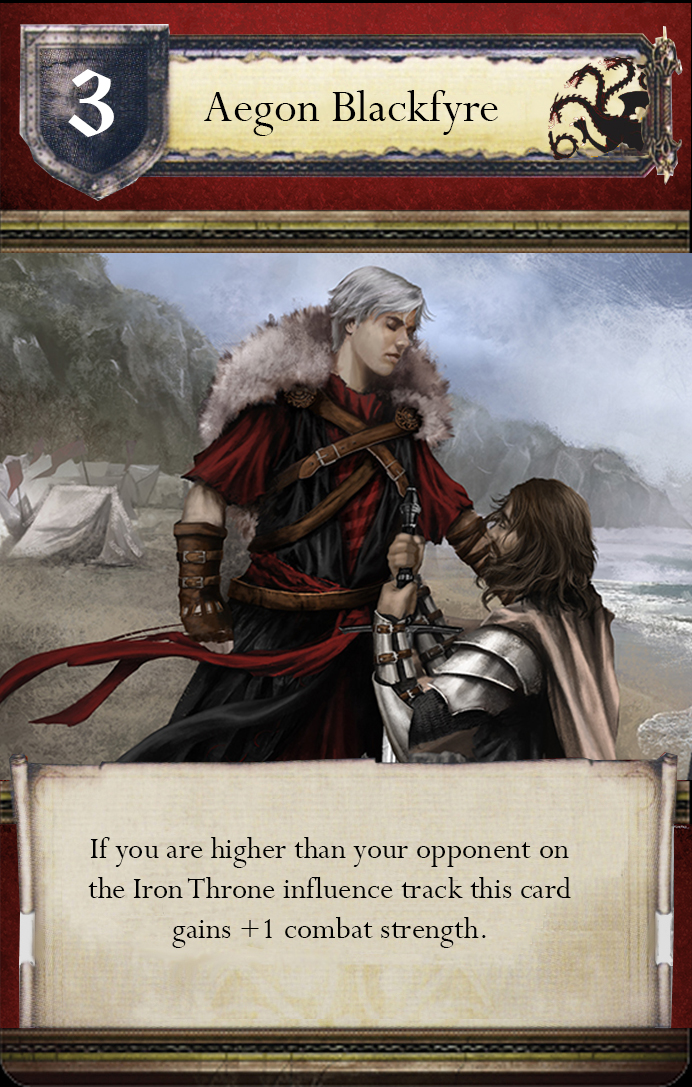 3
Aegon Blackfyre
If you are higher than your opponent on
the Iron Throne influence track this card
gains +1 combat strength.